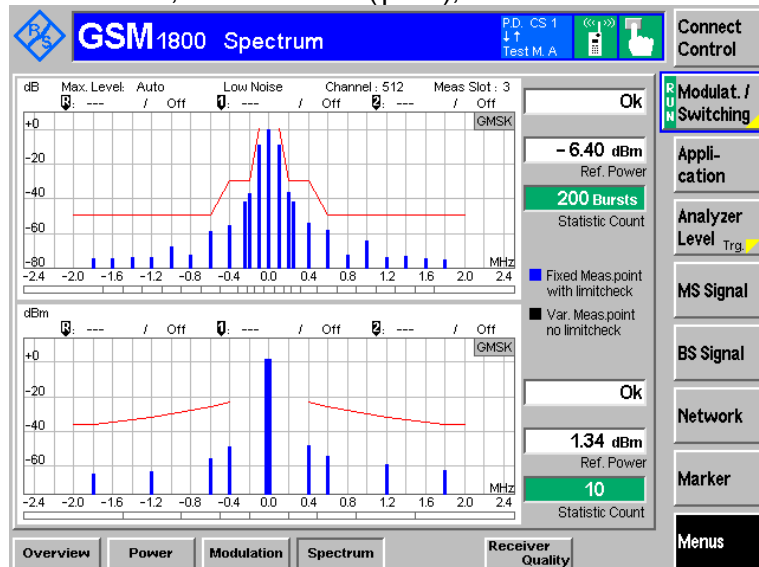 R S
GSM 1800 Spectrum
P.D. CS 1
Test M. A
Connect
Control
RUN
Modulat. /
Switching
Appli-
cation
Analyzer
Level Trg.
MS Signal
BS Signal
Network
Marker
Menus
dB Max. Level: Auto Low Noise Channel : 512 Meas Slot : 3
R: --- / Off 1: --- / Off 2: --- / Off
GMSK
+0
-20
-40
-60
-80
MHz
-2.4 -2.0 -1.6 -1.2 -0.8 -0.4 0.0 0.4 0.8 1.2 1.6 2.0 2.4
Ok
- 6.40 dBm
Ref. Power
200 Bursts
Statistic Count
Fixed Meas.point
with limitcheck
Var. Meas.point
no limitcheck
dBm
R: --- / Off 1: --- / Off 2: --- / Off
GMSK
+0
-20
-40
-60
MHz
-2.4 -2.0 -1.6 -1.2 -0.8 -0.4 0.0 0.4 0.8 1.2 1.6 2.0 2.4
Ok
1.34 dBm
Ref. Power
10
Statistic Count
Overview Power Modulation Spectrum Receiver
Quality